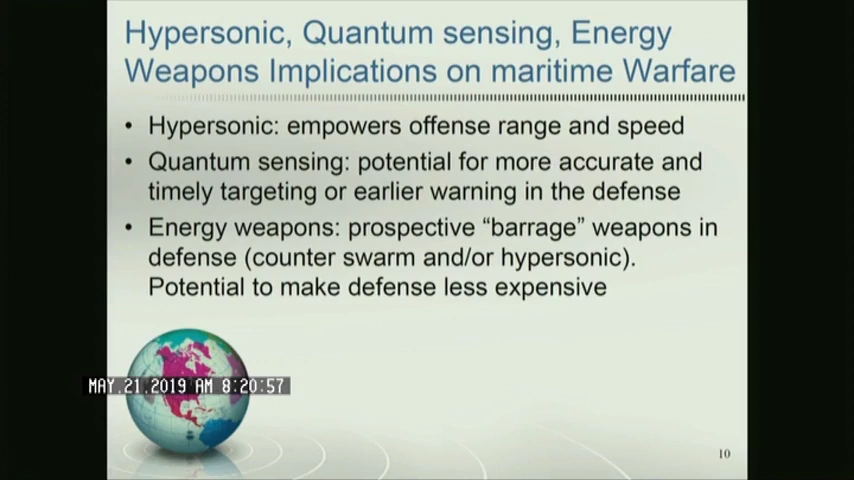 Hypersonic, Quantum sensing, Energy
Weapons Implications on maritime Warfare
• Hypersonic: empowers offense range and speed
• Quantum sensing: potential for more accurate and
timely targeting or earlier warning in the defense
• Energy weapons: prospective “barrage” weapons in
defense (counter swarm and/or hypersonic).
Potential to make defense less expensive
MAY.21.2019 AM 8:20:57
10